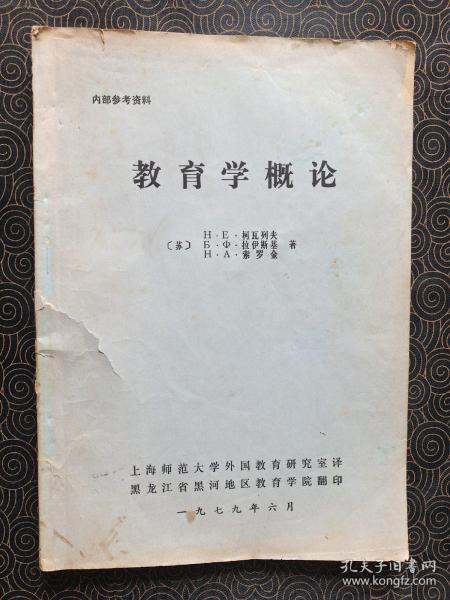 内部参考资料
教育学概论
Н·Е·柯瓦列夫
〔苏〕 Б·Ф·拉伊斯基 著
Н·А·索罗金
上海师范大学外国教育研究室译
黑龙江省黑河地区教育学院翻印
一九七九年六月
孔夫子旧书网
www.kongfz.com